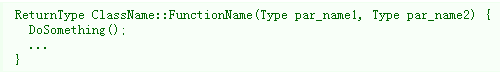 ReturnType ClassName::FunctionName(Type par_name1, Type par_name2) {
  DoSomething();
  ...
}